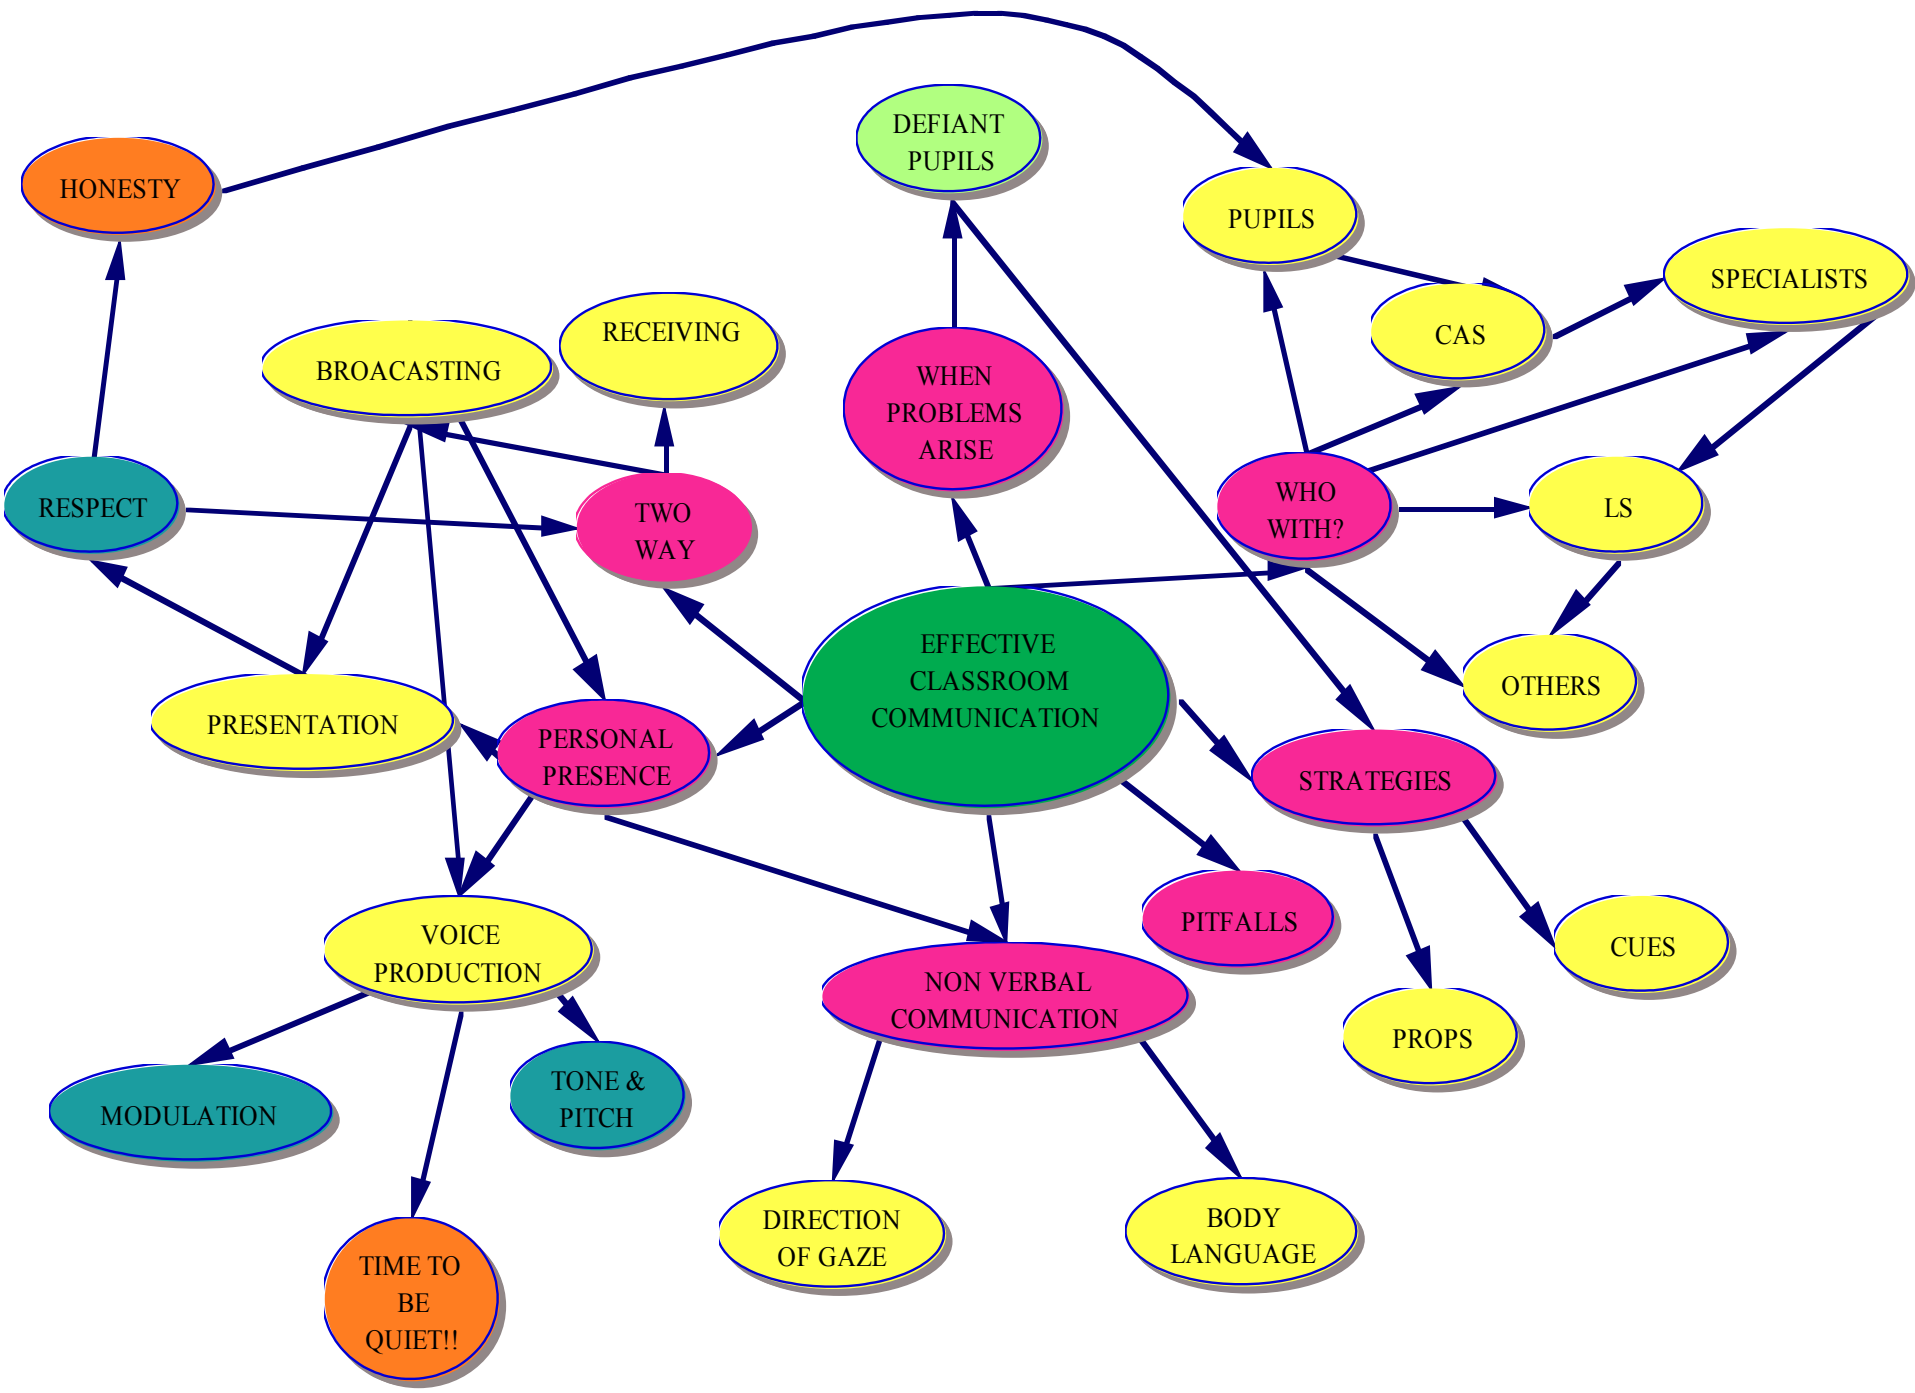 DEFIANT
PUPILS
HONESTY
PUPILS
SPECIALISTS
RECEIVING
CAS
BROACASTING
WHEN
PROBLEMS
ARISE
RESPECT
TWO
WAY
WHO
WITH?
LS
EFFECTIVE
CLASSROOM
COMMUNICATION
OTHERS
PRESENTATION
PERSONAL
PRESENCE
STRATEGIES
PITFALLS
VOICE
PRODUCTION
CUES
NON VERBAL
COMMUNICATION
PROPS
MODULATION
TONE &
PITCH
DIRECTION
OF GAZE
BODY
LANGUAGE
TIME TO
BE
QUIET!!